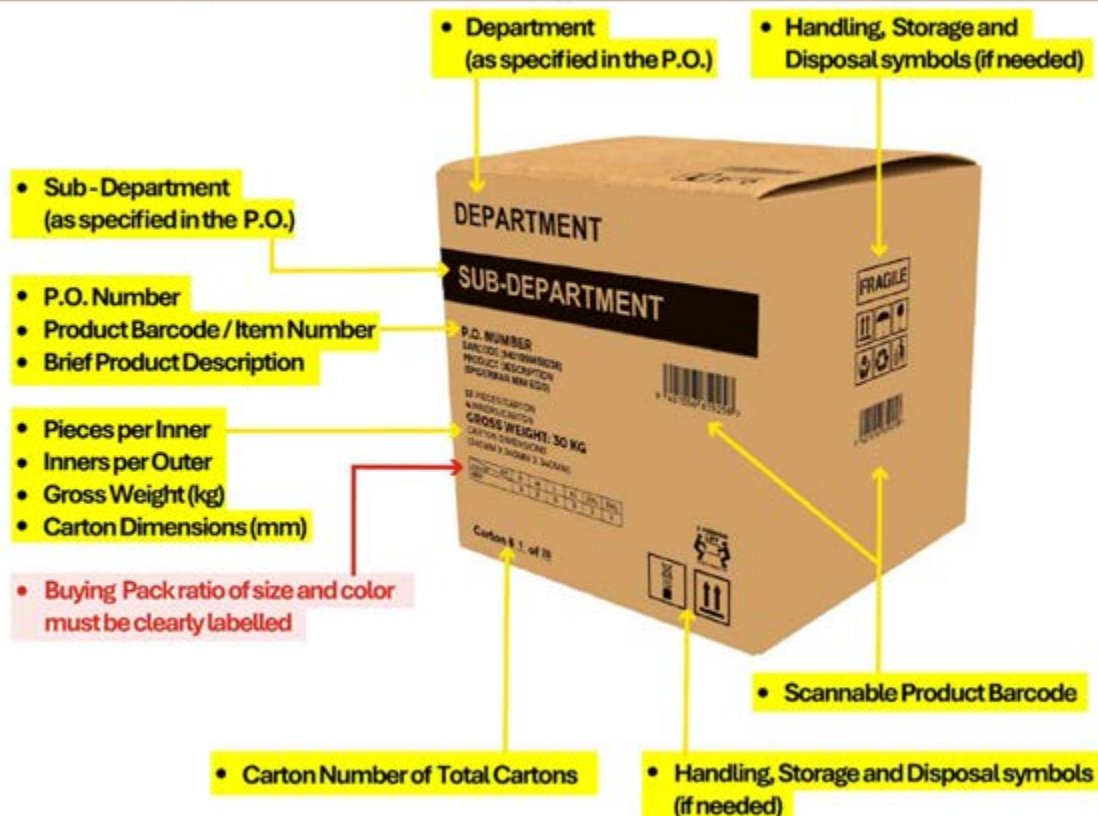 • Department
(as specified in the P.O.)
• Handling, Storage and
Disposal symbols (if needed)
• Sub - Department
(as specified in the P.O.)
• P.O. Number
• Product Barcode / Item Number
• Brief Product Description
• Pieces per Inner
• Inners per Outer
• Gross Weight (kg)
• Carton Dimensions (mm)
• Buying Pack ratio of size and color
must be clearly labelled
DEPARTMENT
SUB-DEPARTMENT
P.O. NUMBER
PRODUCT DESCRIPTION
GROSS WEIGHT: 30 KG
CARTON DIMENSIONS
FRAGILE
• Scannable Product Barcode
• Carton Number of Total Cartons
• Handling, Storage and Disposal symbols
(if needed)